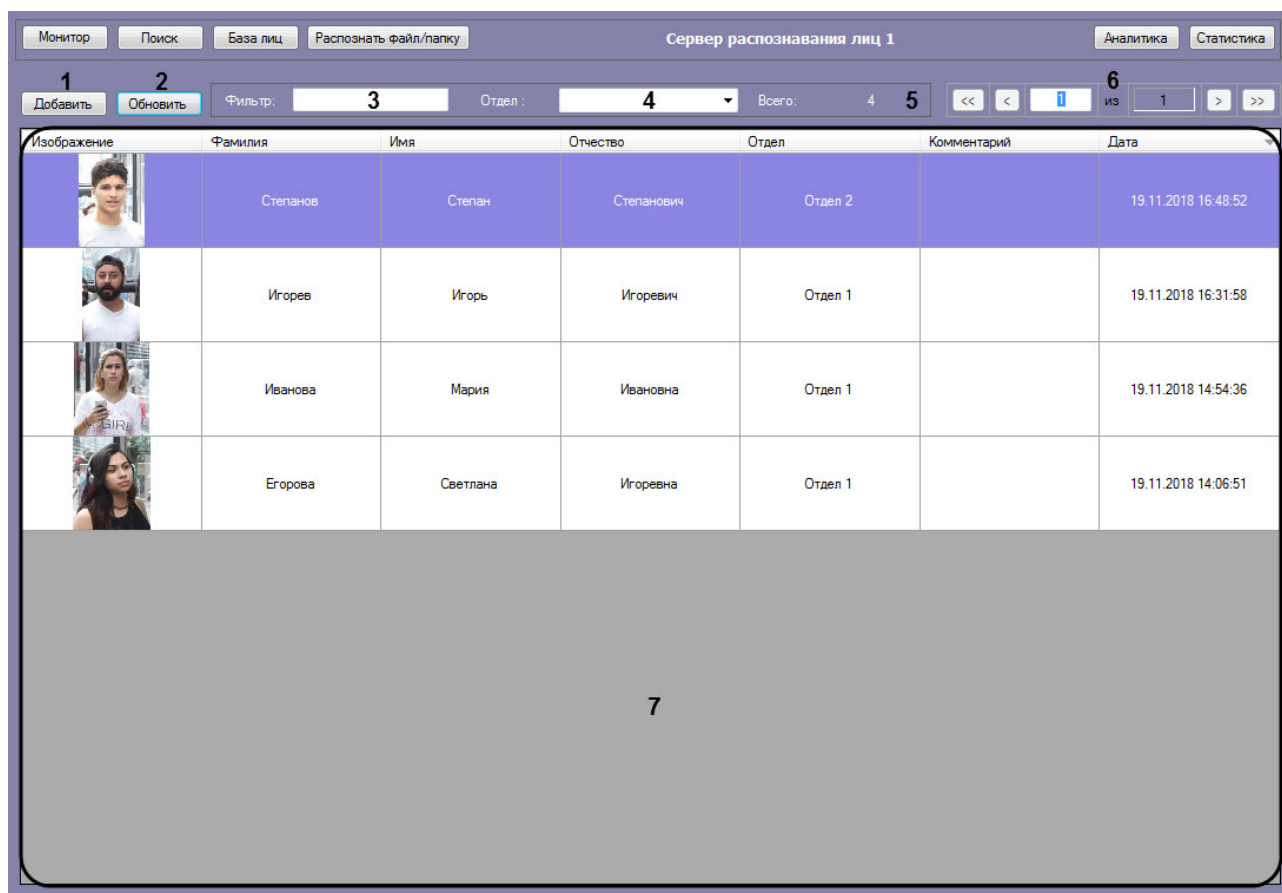 Монитор Поиск База лиц Распознать файл/папку Сервер распознавания лиц 1 Аналитика Статистика
1 2 6
Добавить Обновить Фильтр: 3 Отдел : 4 Всего: 4 5 << < 1 из 1 > >>
Изображение Фамилия Имя Отчество Отдел Комментарий Дата
Степанов Степан Степанович Отдел 2 19.11.2018 16:48:52
Игорев Игорь Игоревич Отдел 1 19.11.2018 16:31:58
Иванова Мария Ивановна Отдел 1 19.11.2018 14:54:36
GIRL
Егорова Светлана Игоревна Отдел 1 19.11.2018 14:06:51
7